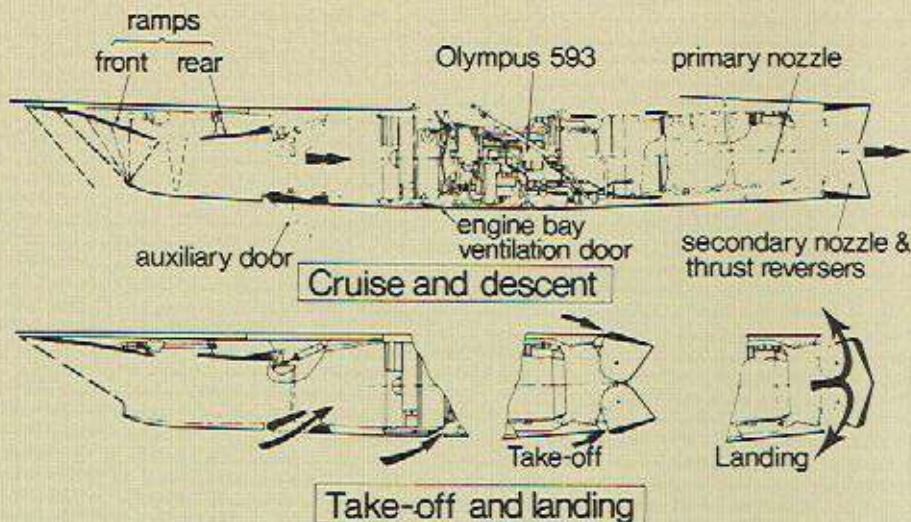 ramps
front rear
Olympus 593
primary nozzle
auxiliary door
engine bay
ventilation door
secondary nozzle &
thrust reversers
Cruise and descent
Take-off
Landing
Take-off and landing